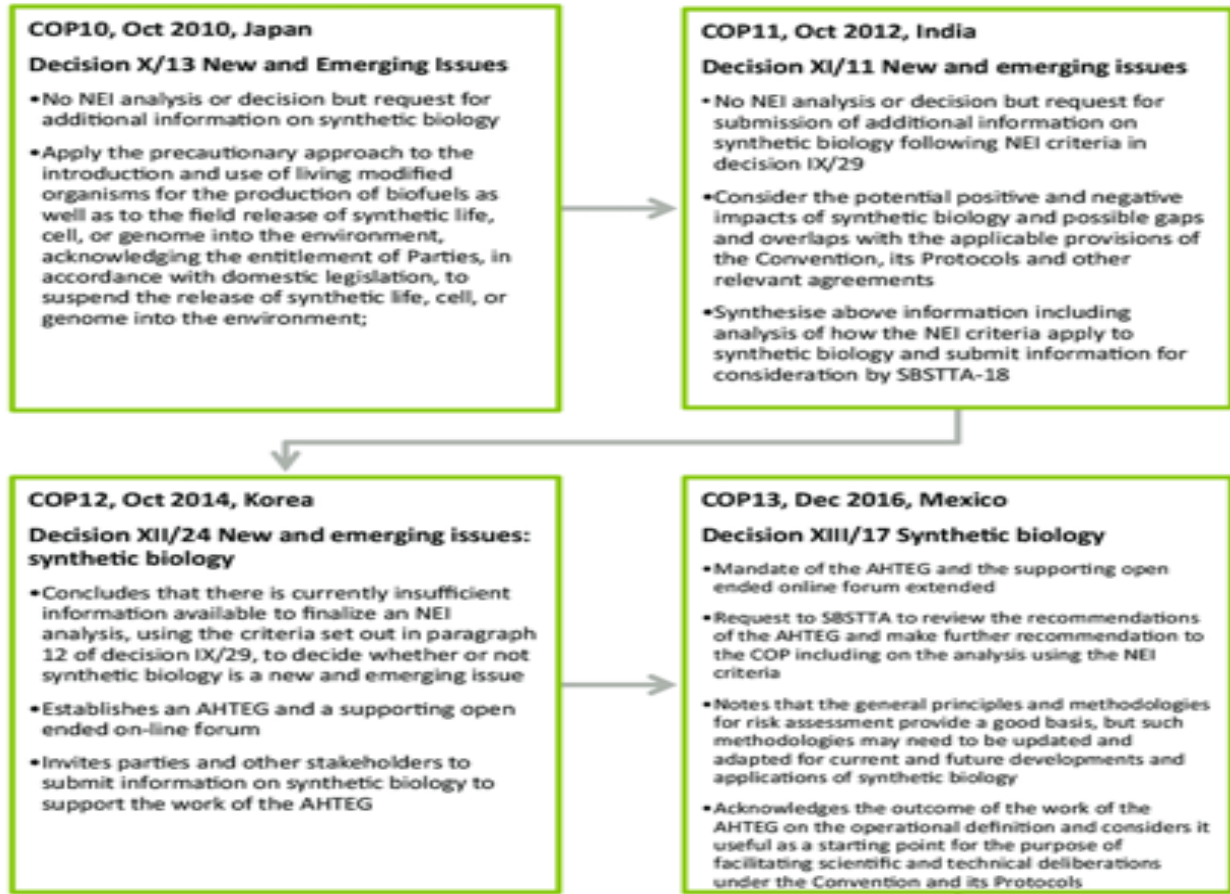 COP10, Oct 2010, Japan
Decision X/13 New and Emerging Issues
•No NEI analysis or decision but request for
additional information on synthetic biology
•Apply the precautionary approach to the
introduction and use of living modified
organisms for the production of biofuels as
well as to the field release of synthetic life,
cell, or genome into the environment,
acknowledging the entitlement of Parties, in
accordance with domestic legislation, to
suspend the release of synthetic life, cell, or
genome into the environment;
COP11, Oct 2012, India
Decision XI/11 New and emerging issues
• No NEI analysis or decision but request for
submission of additional information on
synthetic biology following NEI criteria in
decision IX/29
•Consider the potential positive and negative
impacts of synthetic biology and possible gaps
and overlaps with the applicable provisions of
the Convention, its Protocols and other
relevant agreements
•Synthesise above information including
analysis of how the NEI criteria apply to
synthetic biology and submit information for
consideration by SBSTTA-18
COP12, Oct 2014, Korea
Decision XII/24 New and emerging issues:
synthetic biology
•Concludes that there is currently insufficient
information available to finalize an NEI
analysis, using the criteria set out in paragraph
12 of decision IX/29, to decide whether or not
synthetic biology is a new and emerging issue
•Establishes an AHTEG and a supporting open
ended on-line forum
•Invites parties and other stakeholders to
submit information on synthetic biology to
support the work of the AHTEG
COP13, Dec 2016, Mexico
Decision XIII/17 Synthetic biology
•Mandate of the AHTEG and the supporting open
ended online forum extended
•Request to SBSTTA to review the recommendations
of the AHTEG and make further recommendation to
the COP including on the analysis using the NEI
criteria
•Notes that the general principles and methodologies
for risk assessment provide a good basis, but such
methodologies may need to be updated and
adapted for current and future developments and
applications of synthetic biology
•Acknowledges the outcome of the work of the
AHTEG on the operational definition and considers it
useful as a starting point for the purpose of
facilitating scientific and technical deliberations
under the Convention and its Protocols